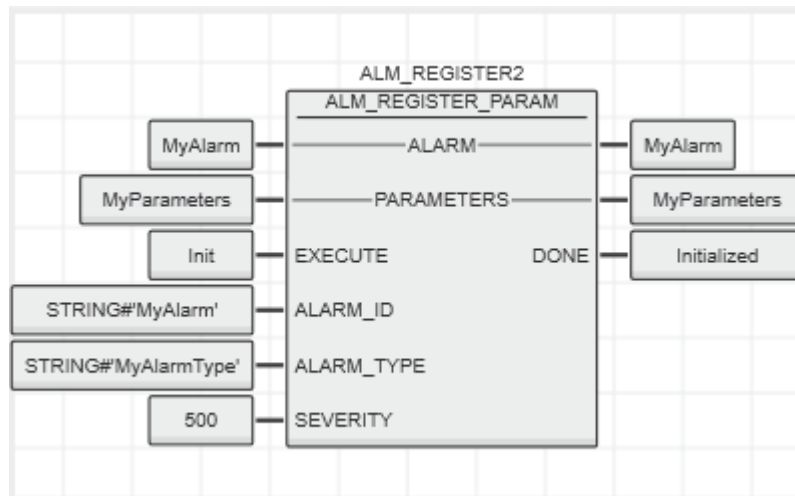 ALM_REGISTER2
ALM_REGISTER_PARAM
MyAlarm ALARM MyAlarm
MyParameters PARAMETERS MyParameters
Init EXECUTE DONE Initialized
STRING#'MyAlarm' ALARM_ID
STRING#'MyAlarmType' ALARM_TYPE
500 SEVERITY